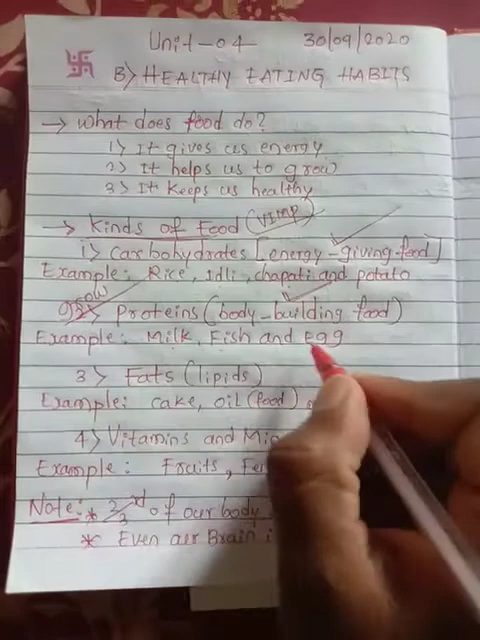 Unit-04 30/09/2020
卐
B) HEALTHY EATING HABITS
→ What does food do?
1) It gives us energy
2) It helps us to grow
3) It keeps us healthy
→ Kinds of Food (VIMP)
1) Carbohydrates [energy-giving food]
Example: Rice, Idli, chapati and potato
grow
2) Proteins (body-building food)
Example: Milk, Fish and Egg
3) Fats (lipids)
Example: cake, oil (food)
4) Vitamins and
Example: Fruits,
Note: * 2/3rd of our body
* Even our Brain